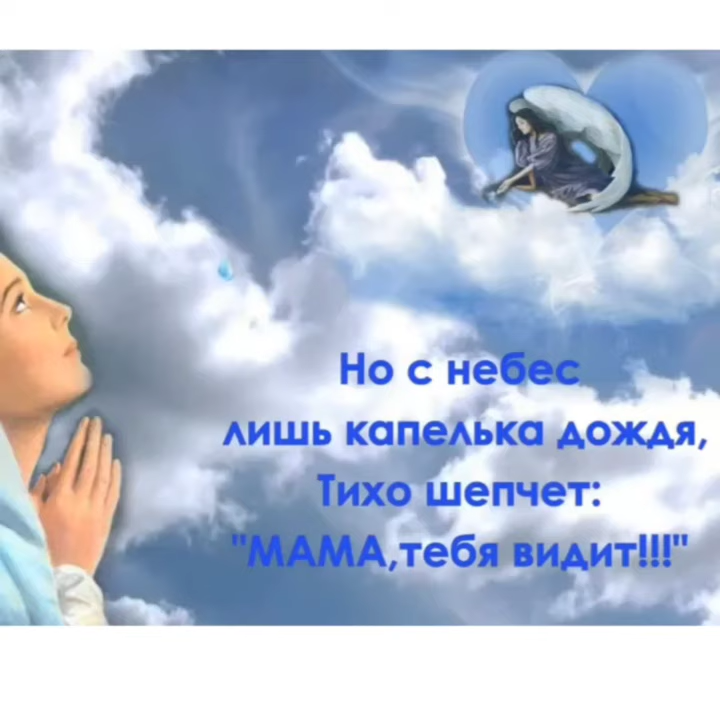 Но с небес
лишь капелька дождя,
Тихо шепчет:
"МАМА,тебя видит!!!"